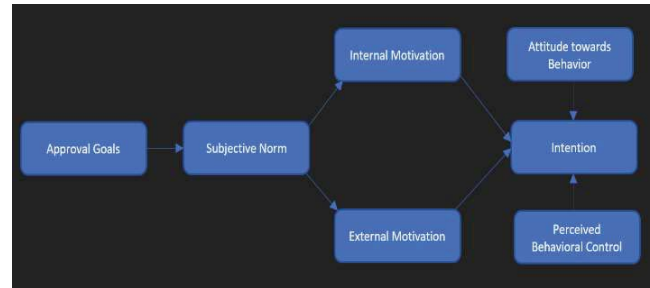 Internal Motivation
Attitude towards
Behavior
Approval Goals
Subjective Norm
Intention
External Motivation
Perceived
Behavioral Control